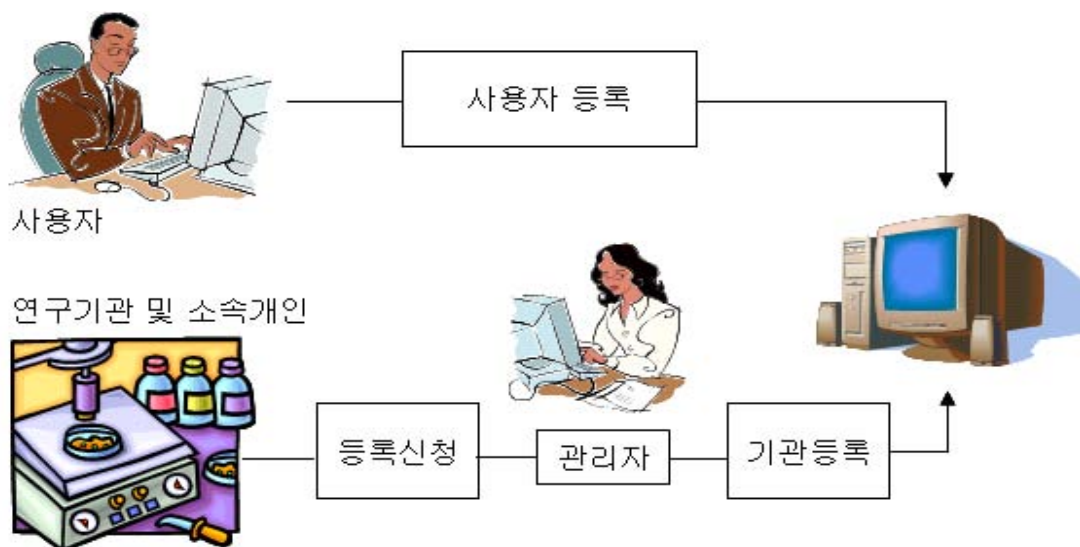 사용자 등록
사용자
연구기관 및 소속개인
등록신청
관리자
기관등록